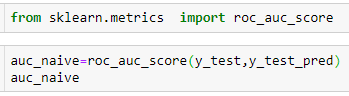 from sklearn.metrics  import roc_auc_score
auc_naive=roc_auc_score(y_test,y_test_pred)
auc_naive